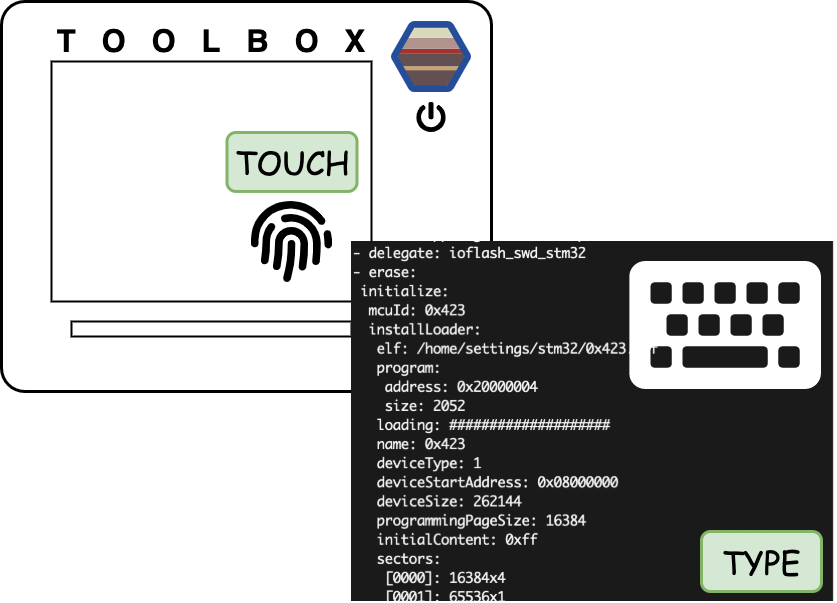 T O O L B O X
TOUCH
- delegate: ioflash_swd_stm32
- erase:
initialize:
mcuId: 0x423
installLoader:
elf: /home/settings/stm32/0x423
program:
address: 0x20000004
size: 2052
loading: ####################
name: 0x423
deviceType: 1
deviceStartAddress: 0x08000000
deviceSize: 262144
programmingPageSize: 16384
initialContent: 0xff
sectors:
[0000]: 16384x4
[0001]: 65536x1
TYPE